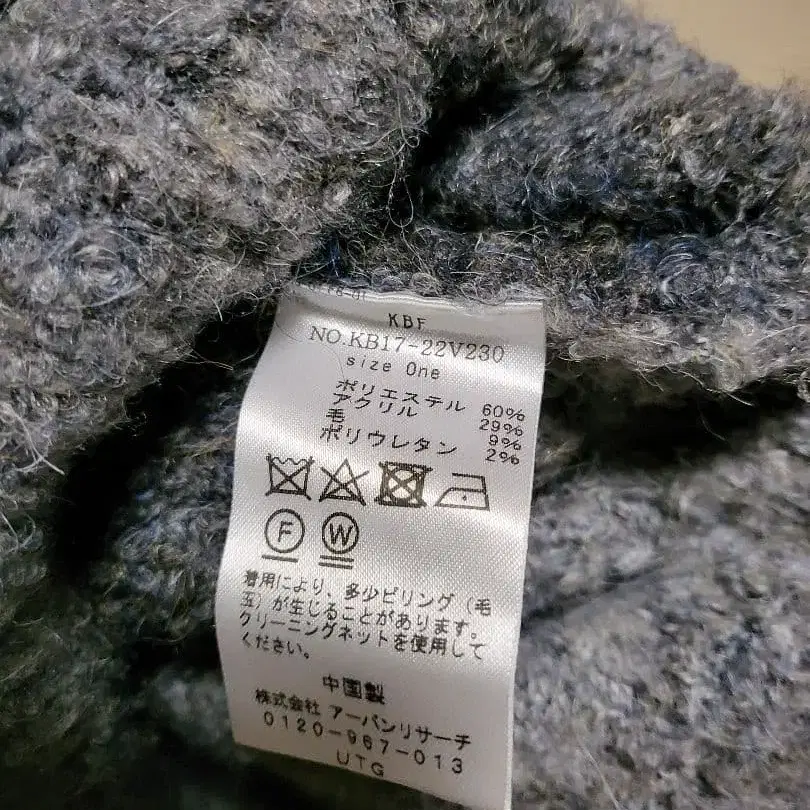 KBF
NO.KB17-22V230
size One
ポリエステル 60%
アクリル 29%
毛 9%
ポリウレタン 2%
F W
着用により、多少ピリング(毛
玉)が生じることがあります。
クリーニングネットを使用して
ください。
中国製
株式会社 アーバンリサーチ
0120-967-013
UTG